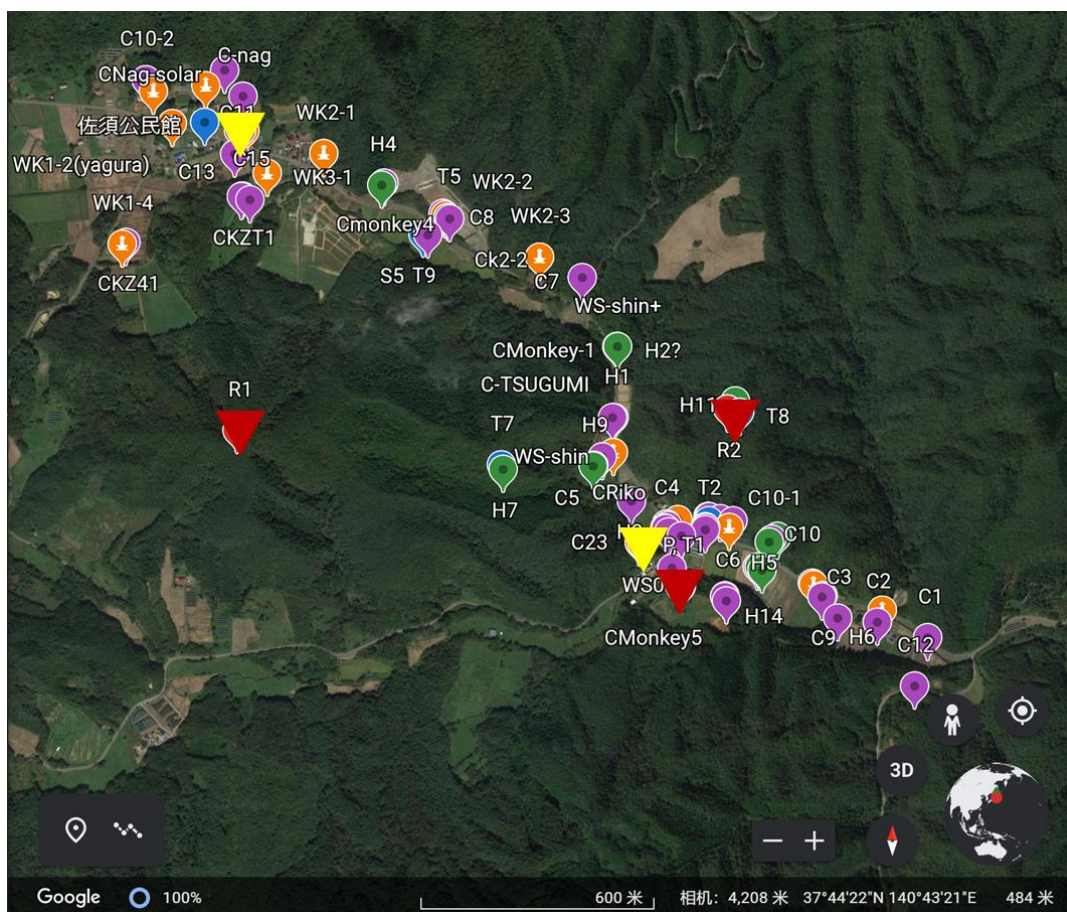 C10-2
C-nag
CNag-solar
C11
WK2-1
佐須公民館
H4
WK1-2(yagura)
C13
C15
WK3-1
T5
WK2-2
WK1-4
Cmonkey4
C8
WK2-3
CKZT1
Ck2-2
CKZ41
S5
T9
C7
WS-shin+
CMonkey-1
H2?
H1
C-TSUGUMI
R1
H11
T8
T7
H9
R2
WS-shin
H7
C5
CRiko
C4
T2
C10-1
C10
C23
P,
T1
C6
H5
WS0
C3
C2
C1
H14
CMonkey5
C9
H6
C12
3D
Google
100%
600 米
相机：4,208 米
37°44'22"N 140°43'21"E
484 米